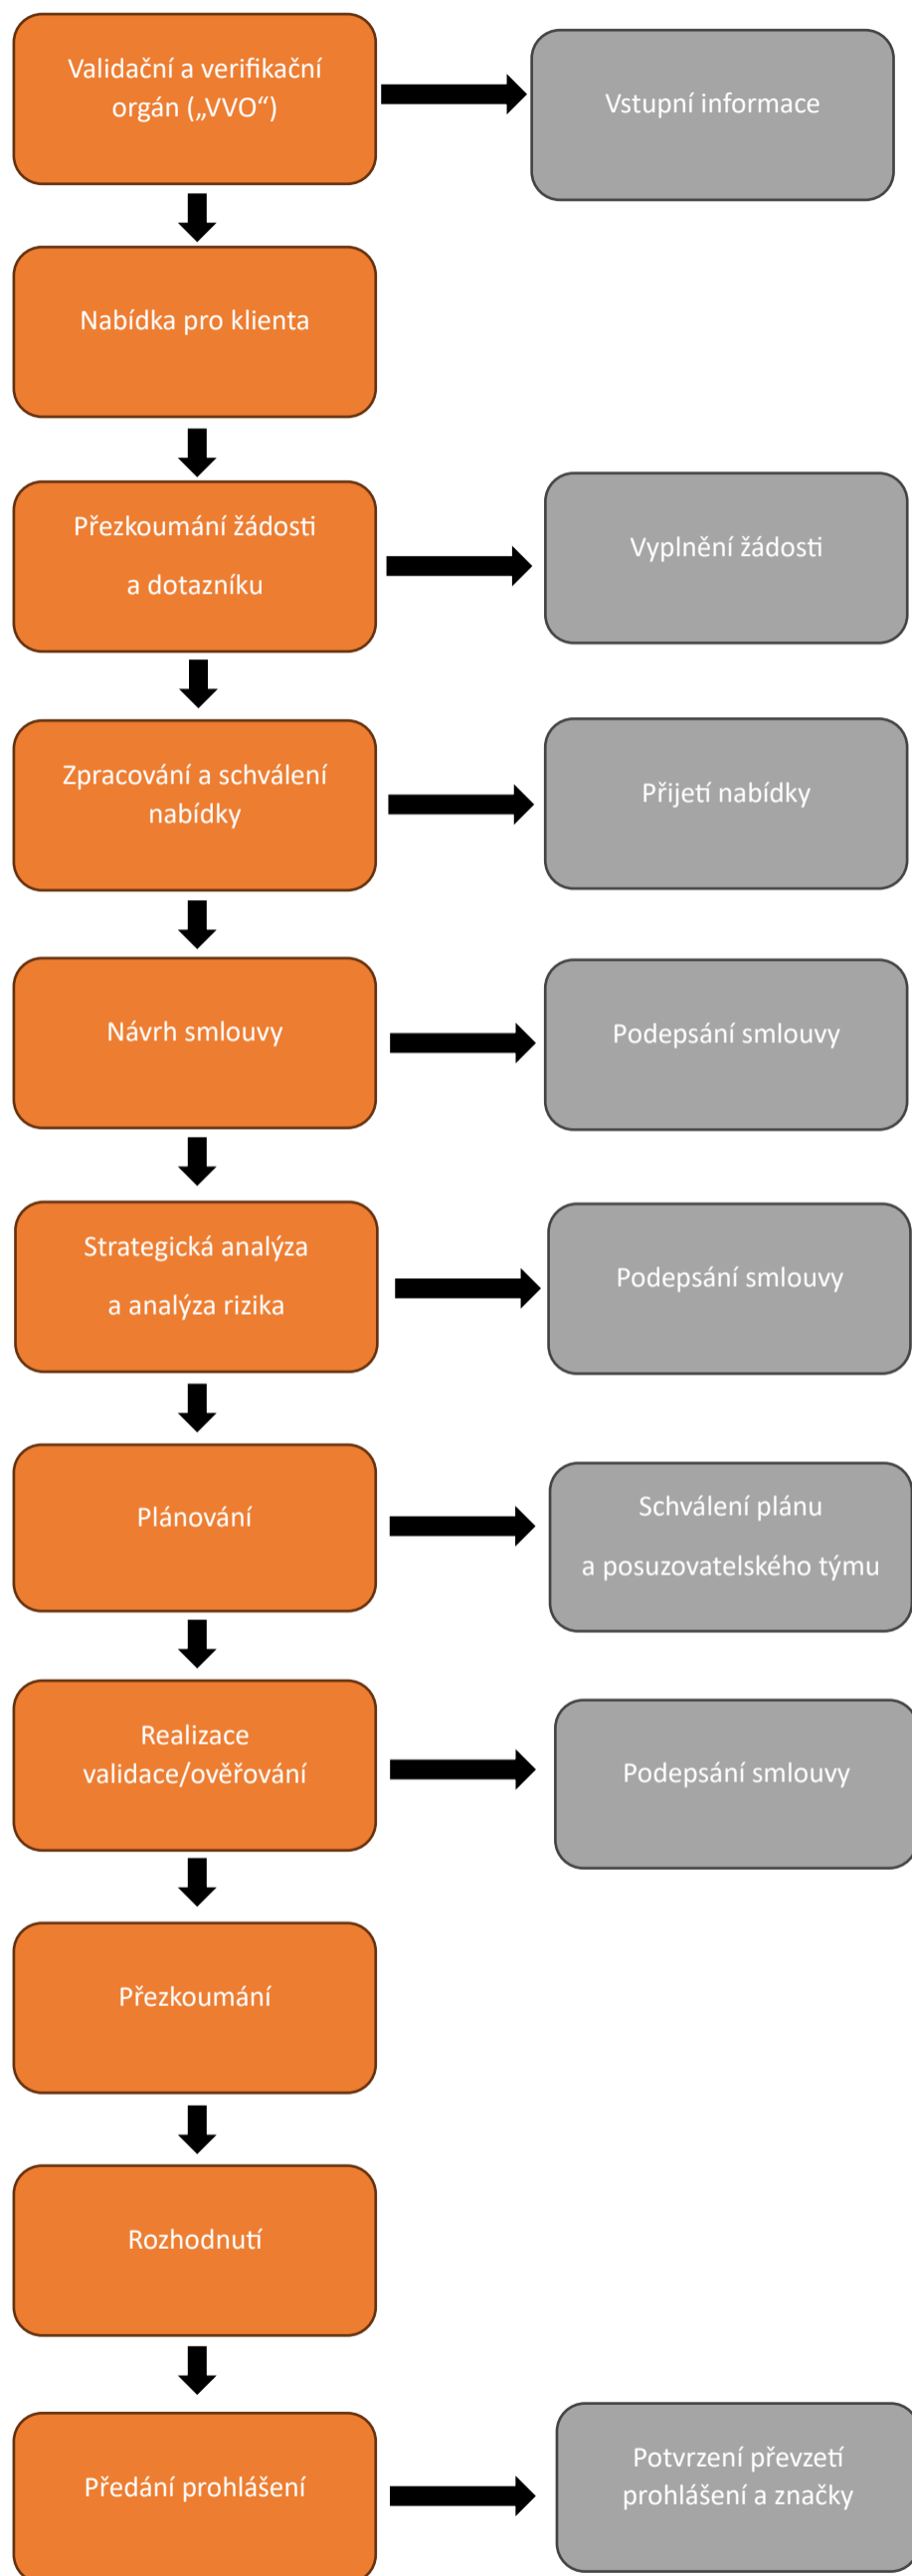 Validační a verifikační
orgán („VVO“)
Vstupní informace
Nabídka pro klienta
Přezkoumání žádosti
a dotazníku
Vyplnění žádosti
Zpracování a schválení
nabídky
Přijetí nabídky
Návrh smlouvy
Podepsání smlouvy
Strategická analýza
a analýza rizika
Podepsání smlouvy
Plánování
Schválení plánu
a posuzovatelského týmu
Realizace
validace/ověřování
Podepsání smlouvy
Přezkoumání
Rozhodnutí
Předání prohlášení
Potvrzení převzetí
prohlášení a značky